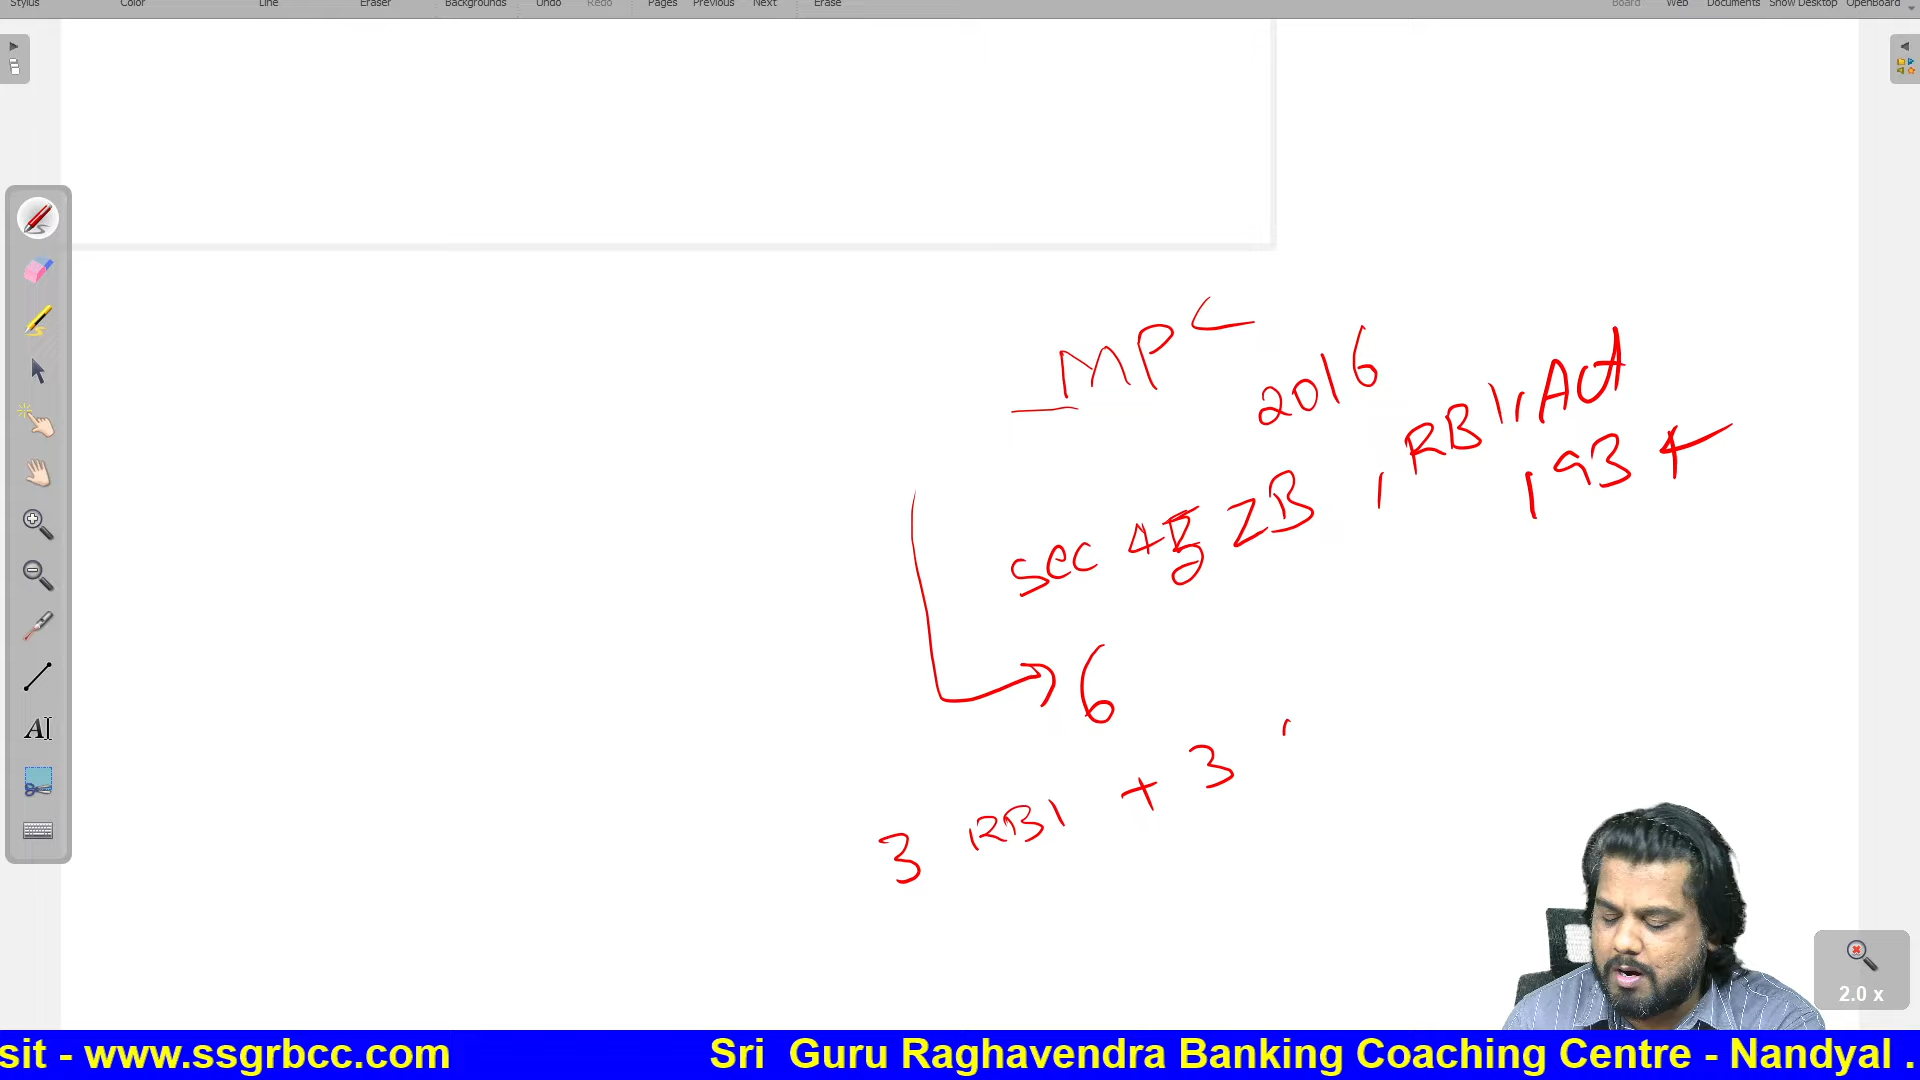 Stylus Color Line Eraser Backgrounds Undo Redo Pages Previous Next Erase Board Web Documents Show Desktop OpenBoard
MPC
2016
sec 45 ZB , RBI, Act
1934
6
3 RBI + 3
AI
2.0 x
sit - www.ssgrbcc.com Sri Guru Raghavendra Banking Coaching Centre - Nandyal .